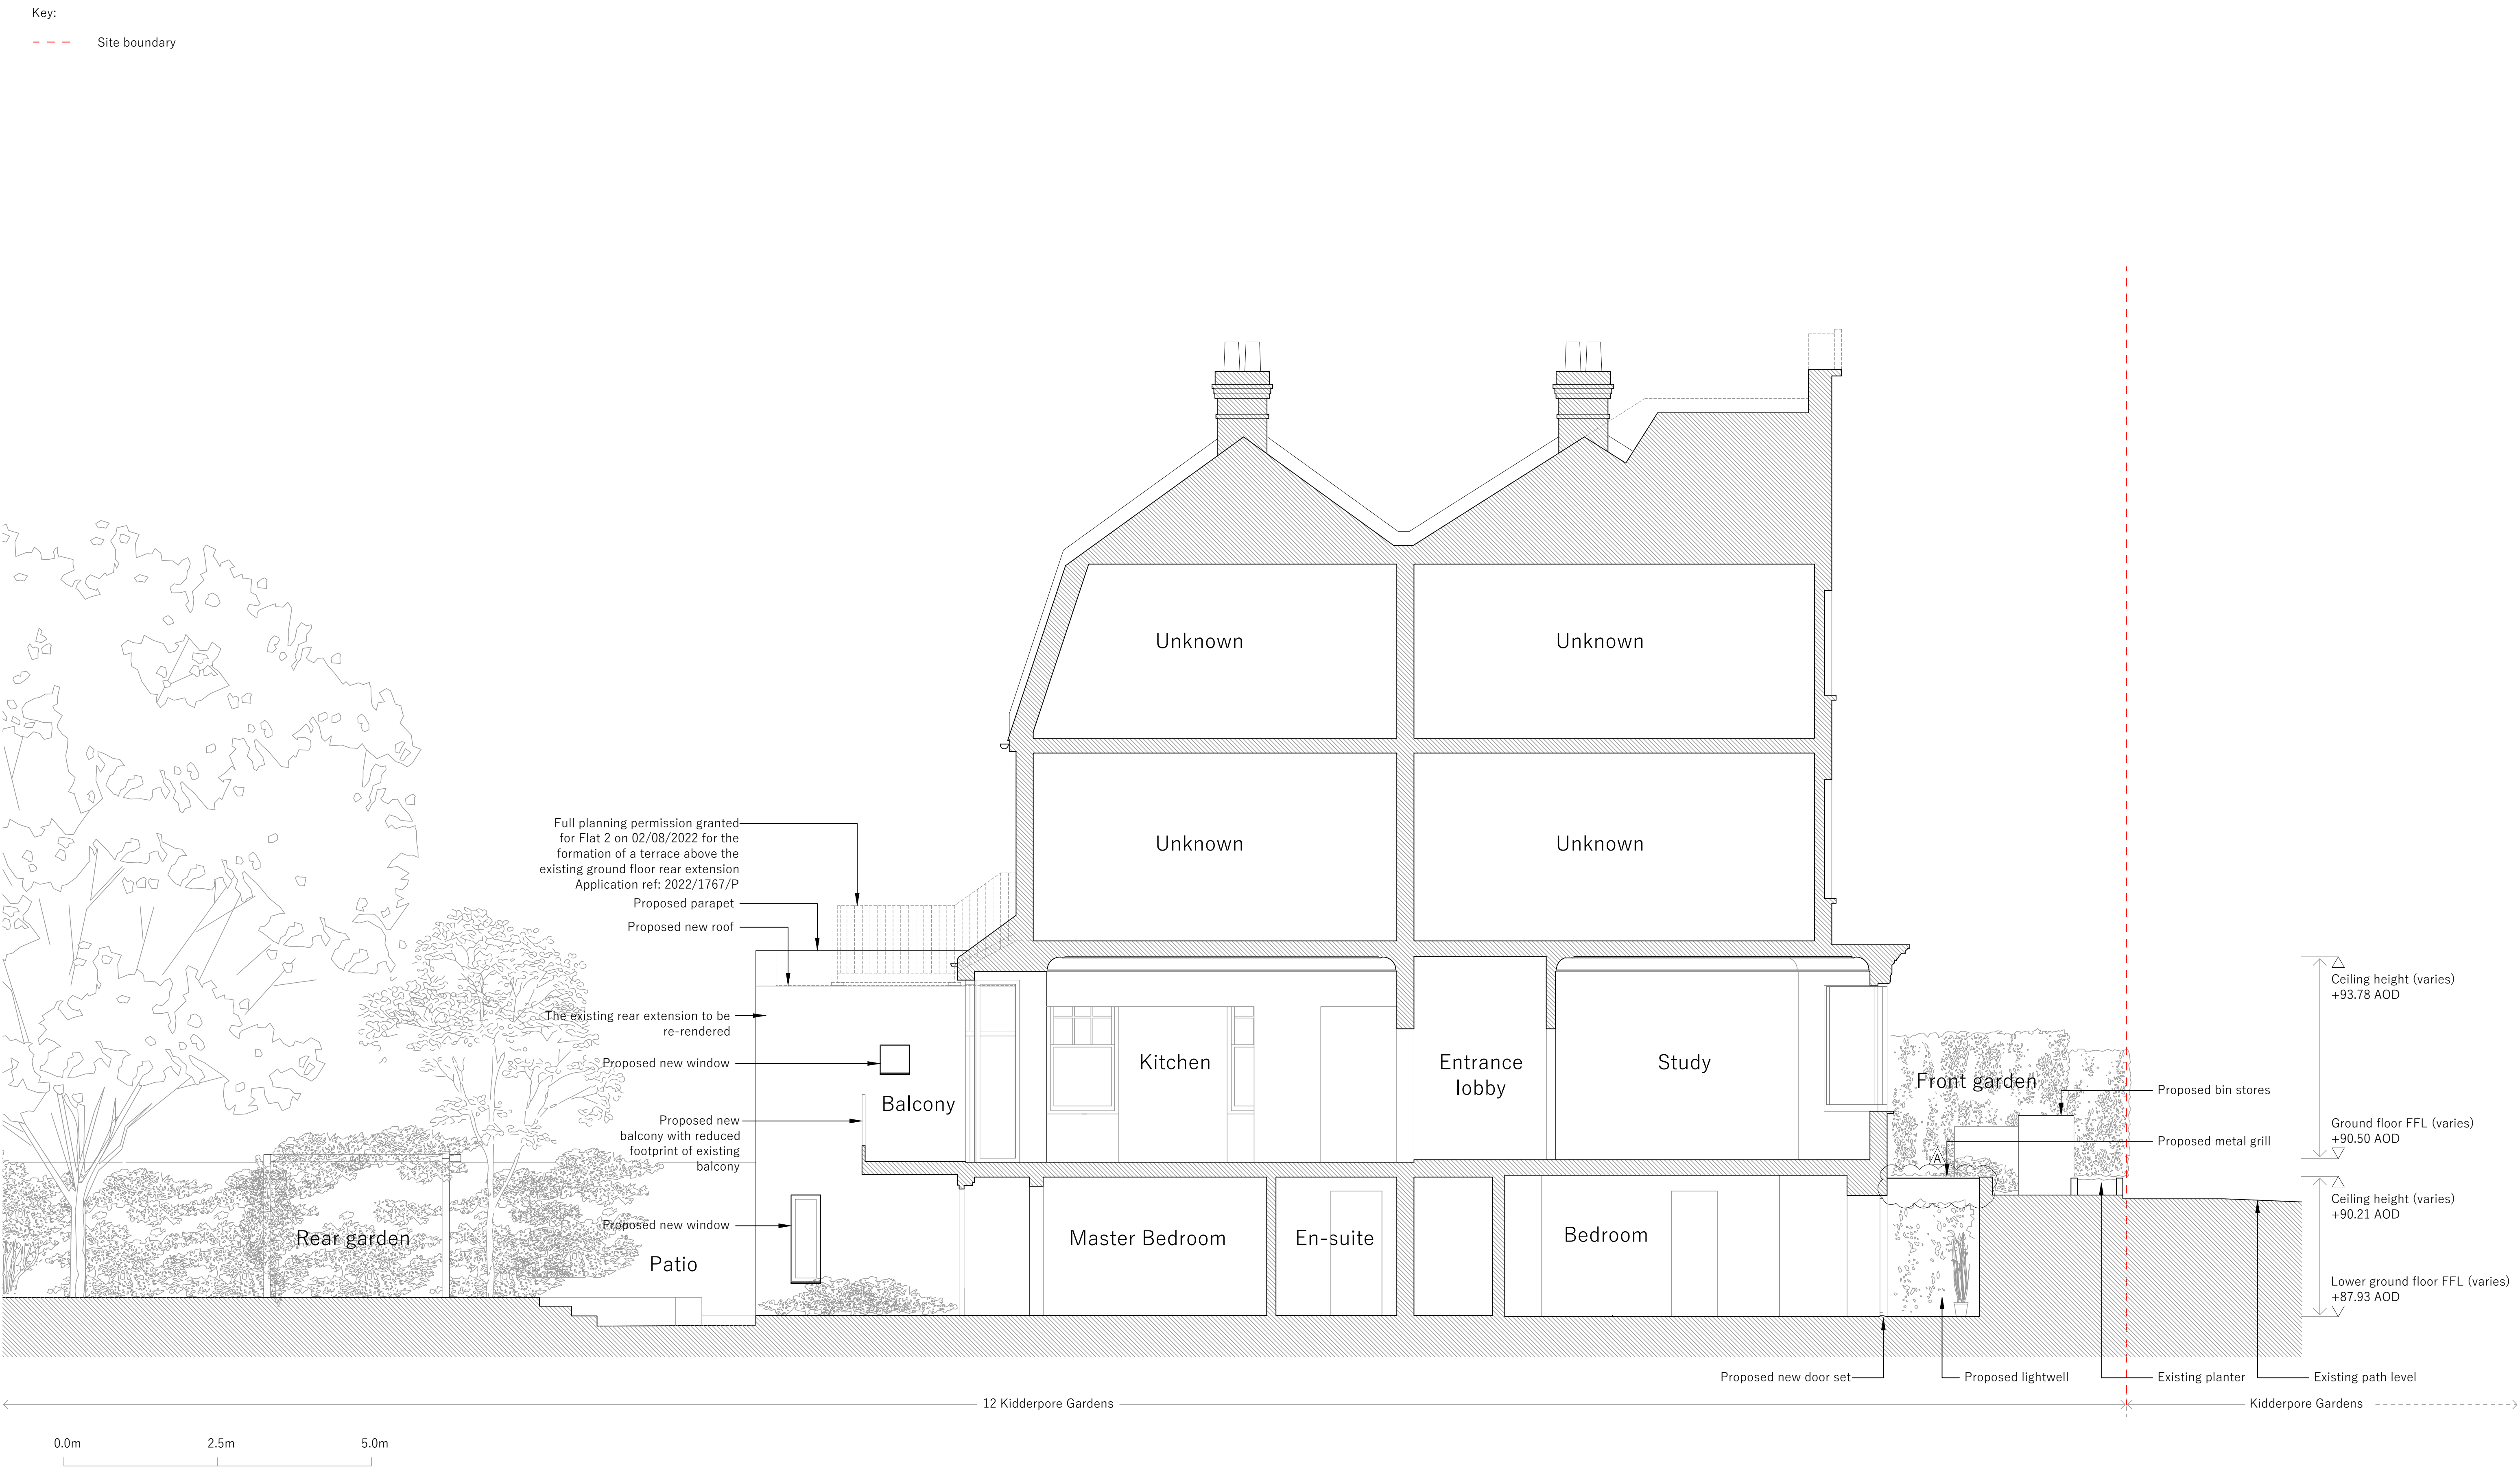 Key:
Site boundary
Unknown
Unknown
Unknown
Unknown
Full planning permission granted
for Flat 2 on 02/08/2022 for the
formation of a terrace above the
existing ground floor rear extension
Application ref: 2022/1767/P
Proposed parapet
Proposed new roof
The existing rear extension to be
re-rendered
Proposed new window
Balcony
Proposed new
balcony with reduced
footprint of existing
balcony
Proposed new window
Rear garden
Patio
Kitchen
Entrance
lobby
Study
Front garden
A
Master Bedroom
En-suite
Bedroom
Proposed bin stores
Proposed metal grill
Ceiling height (varies)
+93.78 AOD
Ground floor FFL (varies)
+90.50 AOD
Ceiling height (varies)
+90.21 AOD
Lower ground floor FFL (varies)
+87.93 AOD
Proposed new door set
Proposed lightwell
Existing planter
Existing path level
12 Kidderpore Gardens
Kidderpore Gardens
0.0m
2.5m
5.0m